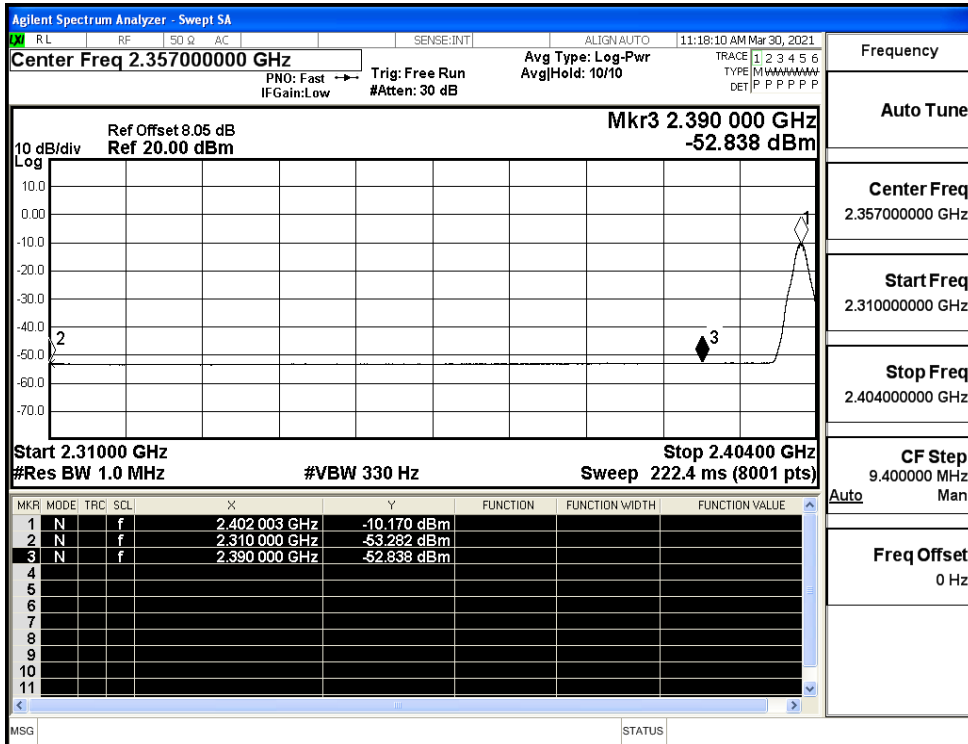 Agilent Spectrum Analyzer - Swept SA
LXI RL RF 50 Ω AC SENSE:INT ALIGN AUTO 11:18:10 AM Mar 30, 2021
Center Freq 2.357000000 GHz
PNO: Fast
IFGain:Low
Trig: Free Run
#Atten: 30 dB
Avg Type: Log-Pwr
Avg|Hold: 10/10
TRACE 1 2 3 4 5 6
TYPE M WWWWW
DET P P P P P P
Ref Offset 8.05 dB
10 dB/div Ref 20.00 dBm
Log
Mkr3 2.390 000 GHz
-52.838 dBm
10.0
0.00
-10.0
-20.0
-30.0
-40.0
-50.0
-60.0
-70.0
1
2
3
Start 2.31000 GHz Stop 2.40400 GHz
#Res BW 1.0 MHz #VBW 330 Hz Sweep 222.4 ms (8001 pts)
MKR MODE TRC SCL X Y FUNCTION FUNCTION WIDTH FUNCTION VALUE
1 N f 2.402 003 GHz -10.170 dBm
2 N f 2.310 000 GHz -53.282 dBm
3 N f 2.390 000 GHz -52.838 dBm
4
5
6
7
8
9
10
11
MSG STATUS
Frequency
Auto Tune
Center Freq
2.357000000 GHz
Start Freq
2.310000000 GHz
Stop Freq
2.404000000 GHz
CF Step
9.400000 MHz
Auto Man
Freq Offset
0 Hz